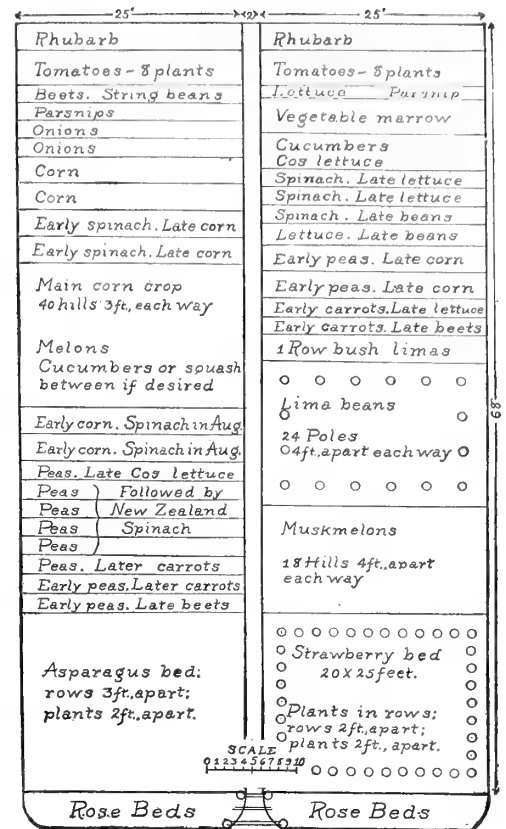 25' 2' 25'
Rhubarb
Tomatoes - 8 plants
Beets. String beans
Parsnips
Onions
Onions
Corn
Corn
Early spinach. Late corn
Early spinach. Late corn
Main corn crop
40 hills 3ft., each way
Melons
Cucumbers or squash
between if desired
Early corn. Spinach in Aug.
Early corn. Spinach in Aug.
Peas. Late Cos lettuce
Peas } Followed by
Peas New Zealand
Peas Spinach
Peas
Peas. Later carrots
Early peas. Later carrots
Early peas. Late beets
Asparagus bed:
rows 3ft., apart;
plants 2ft., apart.
Rose Beds
Rhubarb
Tomatoes - 8 plants
Lettuce Parsnip
Vegetable marrow
Cucumbers
Cos lettuce
Spinach. Late lettuce
Spinach. Late lettuce
Spinach. Late beans
Lettuce. Late beans
Early peas. Late corn
Early peas. Late corn
Early carrots. Late lettuce
Early carrots. Late beets
1 Row bush limas
Lima beans
24 Poles
4ft., apart each way
Muskmelons
18 Hills 4ft., apart
each way
Strawberry bed
20 X 25 feet.
Plants in rows;
rows 2ft., apart;
plants 2ft., apart.
SCALE
0 1 2 3 4 5 6 7 8 9 10
Rose Beds
68'